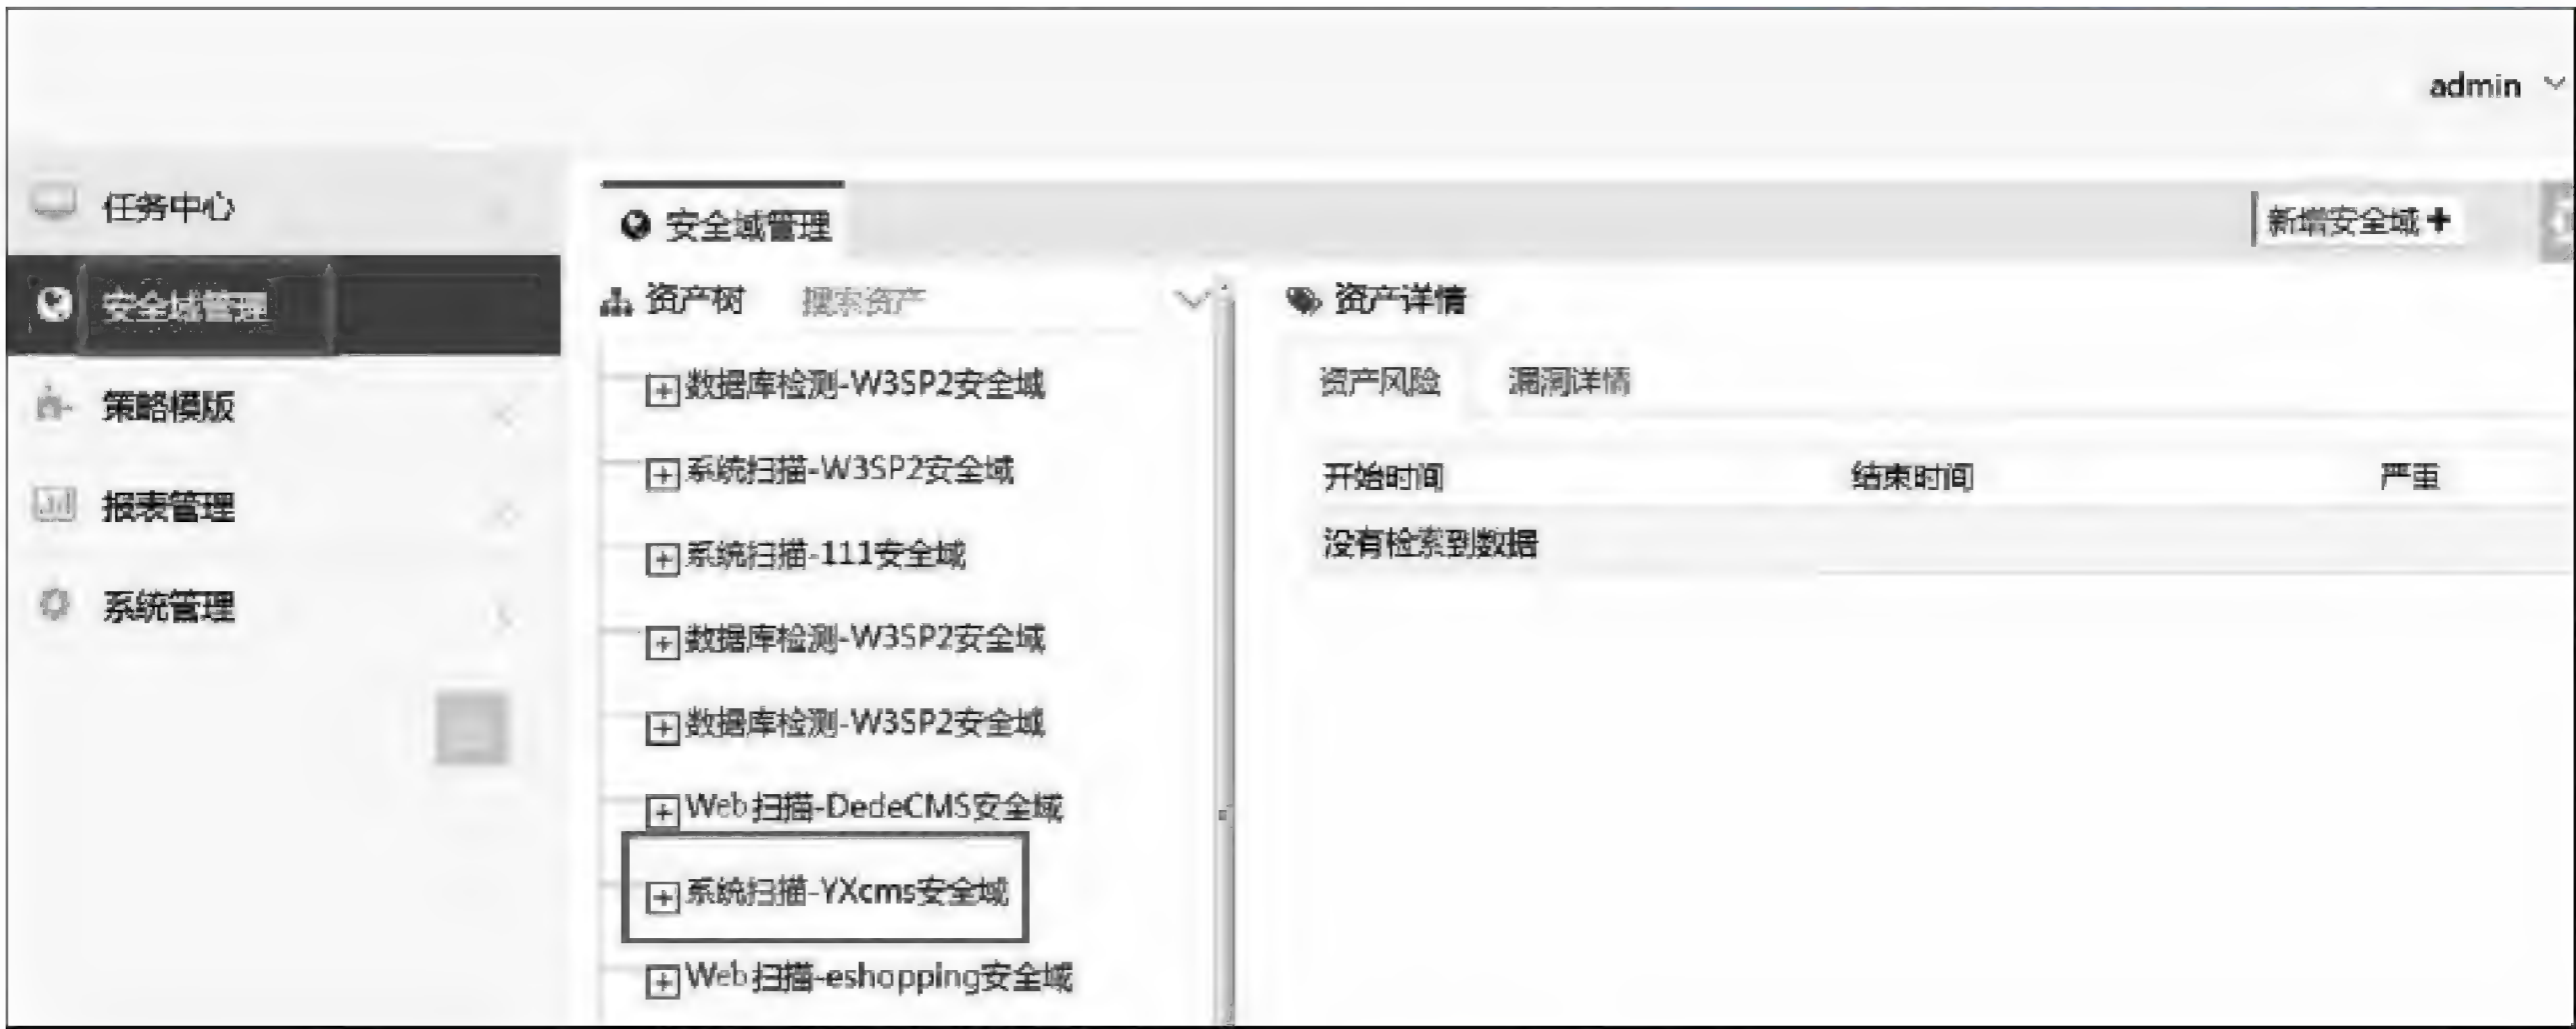 admin
任务中心
安全域管理
策略模版
报表管理
系统管理
安全域管理
新增安全域+
资产树 搜索资产
数据库检测-W3SP2安全域
系统扫描-W3SP2安全域
系统扫描-111安全域
数据库检测-W3SP2安全域
数据库检测-W3SP2安全域
Web扫描-DedeCMS安全域
系统扫描-YXcms安全域
Web扫描-eshopping安全域
资产详情
资产风险 漏洞详情
开始时间 结束时间 严重
没有检索到数据